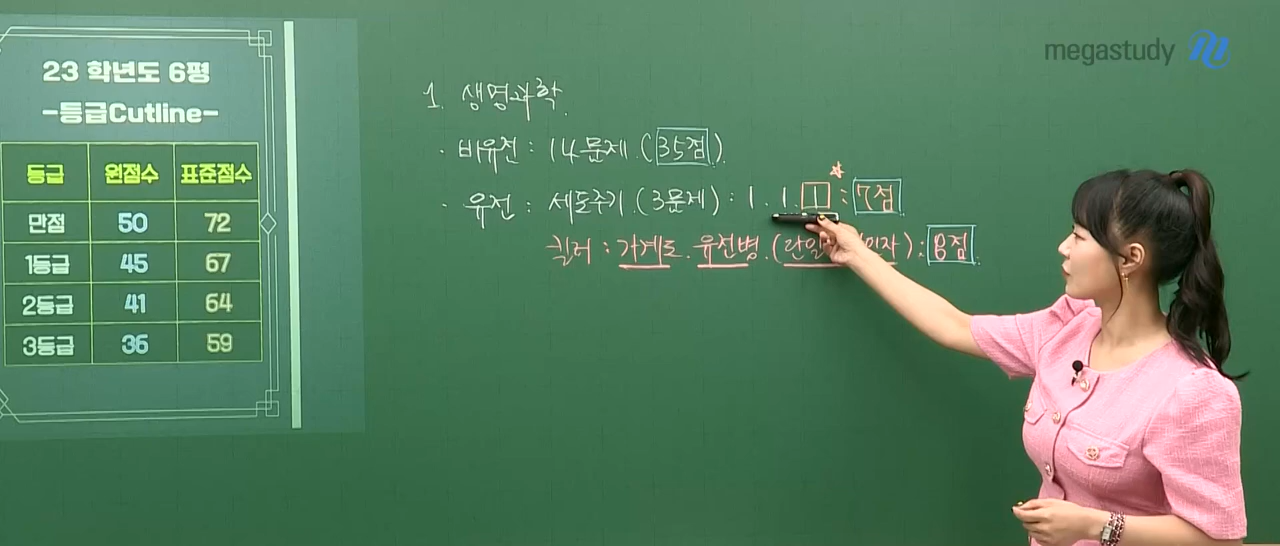 megastudy
23 학년도 6평
-등급Cutline-
등급 원점수 표준점수
만점 50 72
1등급 45 67
2등급 41 64
3등급 36 59
1. 생명과학.
· 비유전 : 14문제. (35점).
· 유전 : 세포주기. (3문제) : 1. 1. 1 : 7점.
킬러 : 가계도. 유전병. (단일 인자) : 8점.